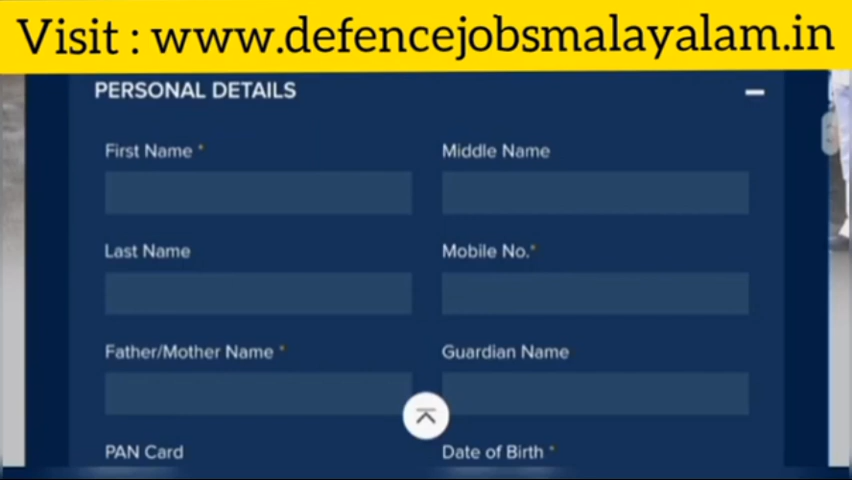 Visit : www.defencejobsmalayalam.in
PERSONAL DETAILS
First Name *
Middle Name
Last Name
Mobile No.*
Father/Mother Name *
Guardian Name
PAN Card
Date of Birth *